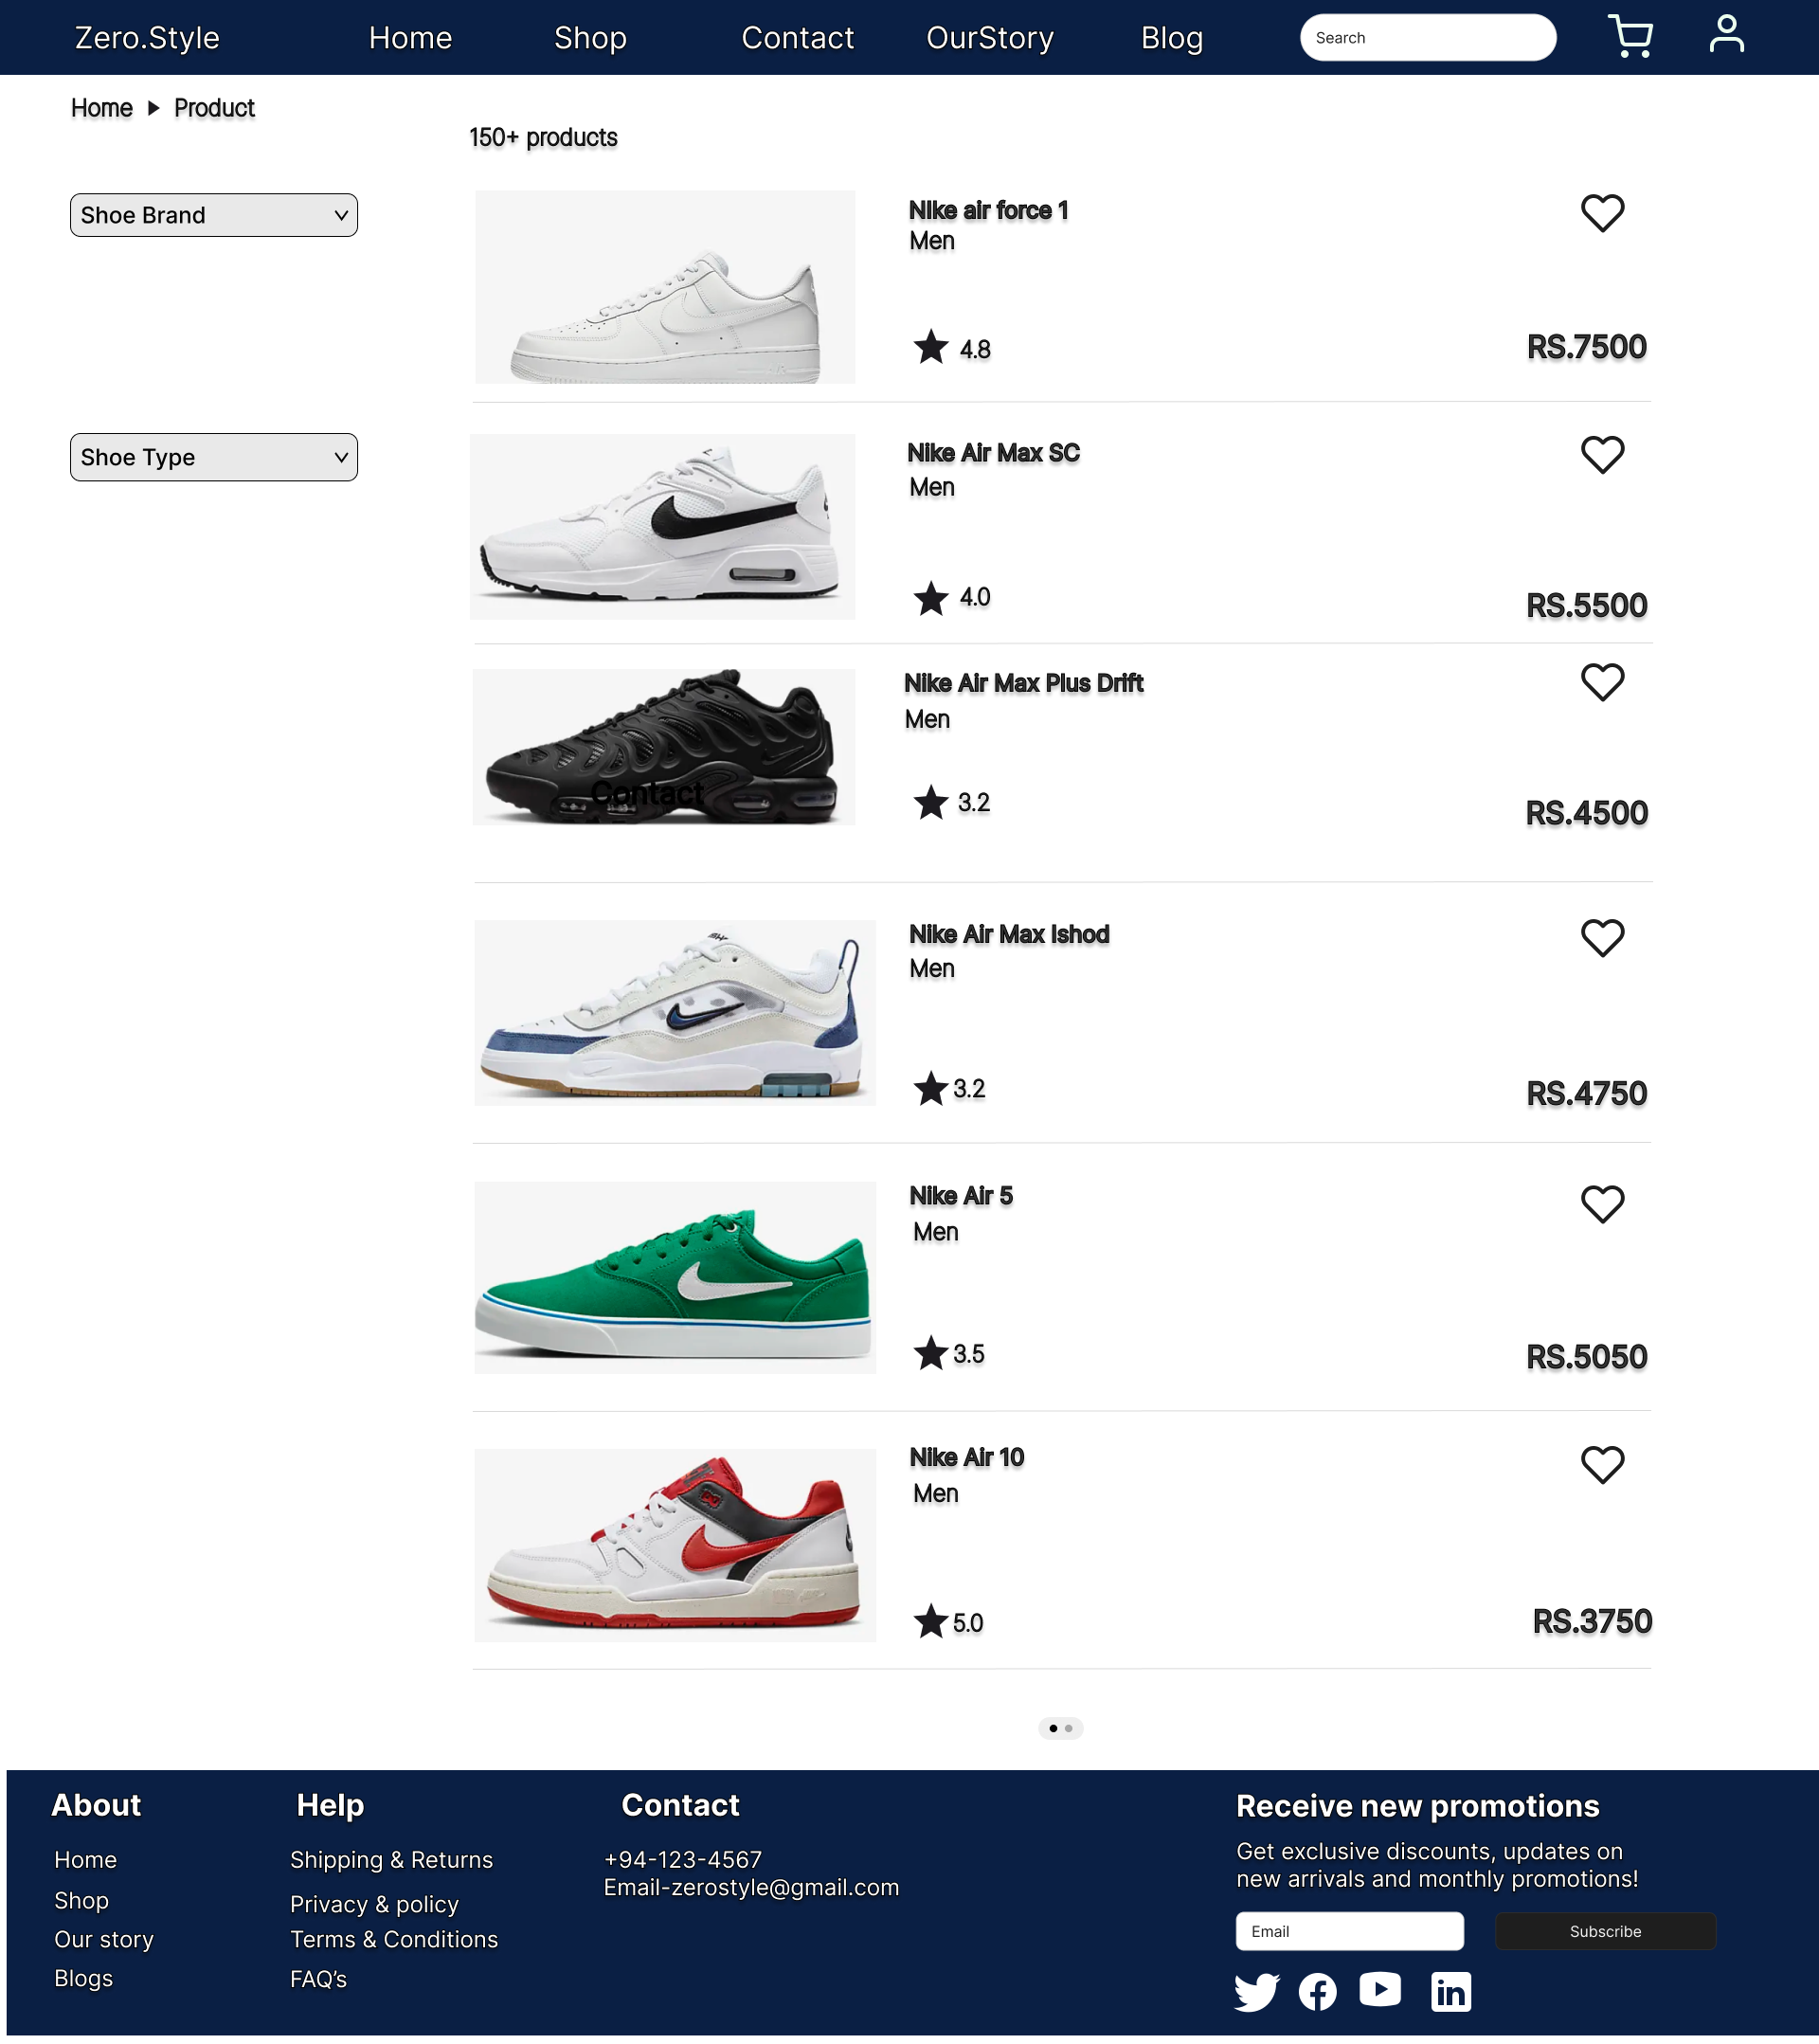 Zero.Style Home Shop Contact OurStory Blog Search
Home Product
150+ products
Shoe Brand
NIke air force 1
Men
4.8
RS.7500
Shoe Type
Nike Air Max SC
Men
4.0
RS.5500
Nike Air Max Plus Drift
Men
Contact
3.2
RS.4500
Nike Air Max Ishod
Men
3.2
RS.4750
Nike Air 5
Men
3.5
RS.5050
Nike Air 10
Men
5.0
RS.3750
About
Home
Shop
Our story
Blogs
Help
Shipping & Returns
Privacy & policy
Terms & Conditions
FAQ’s
Contact
+94-123-4567
Email-zerostyle@gmail.com
Receive new promotions
Get exclusive discounts, updates on
new arrivals and monthly promotions!
Email Subscribe